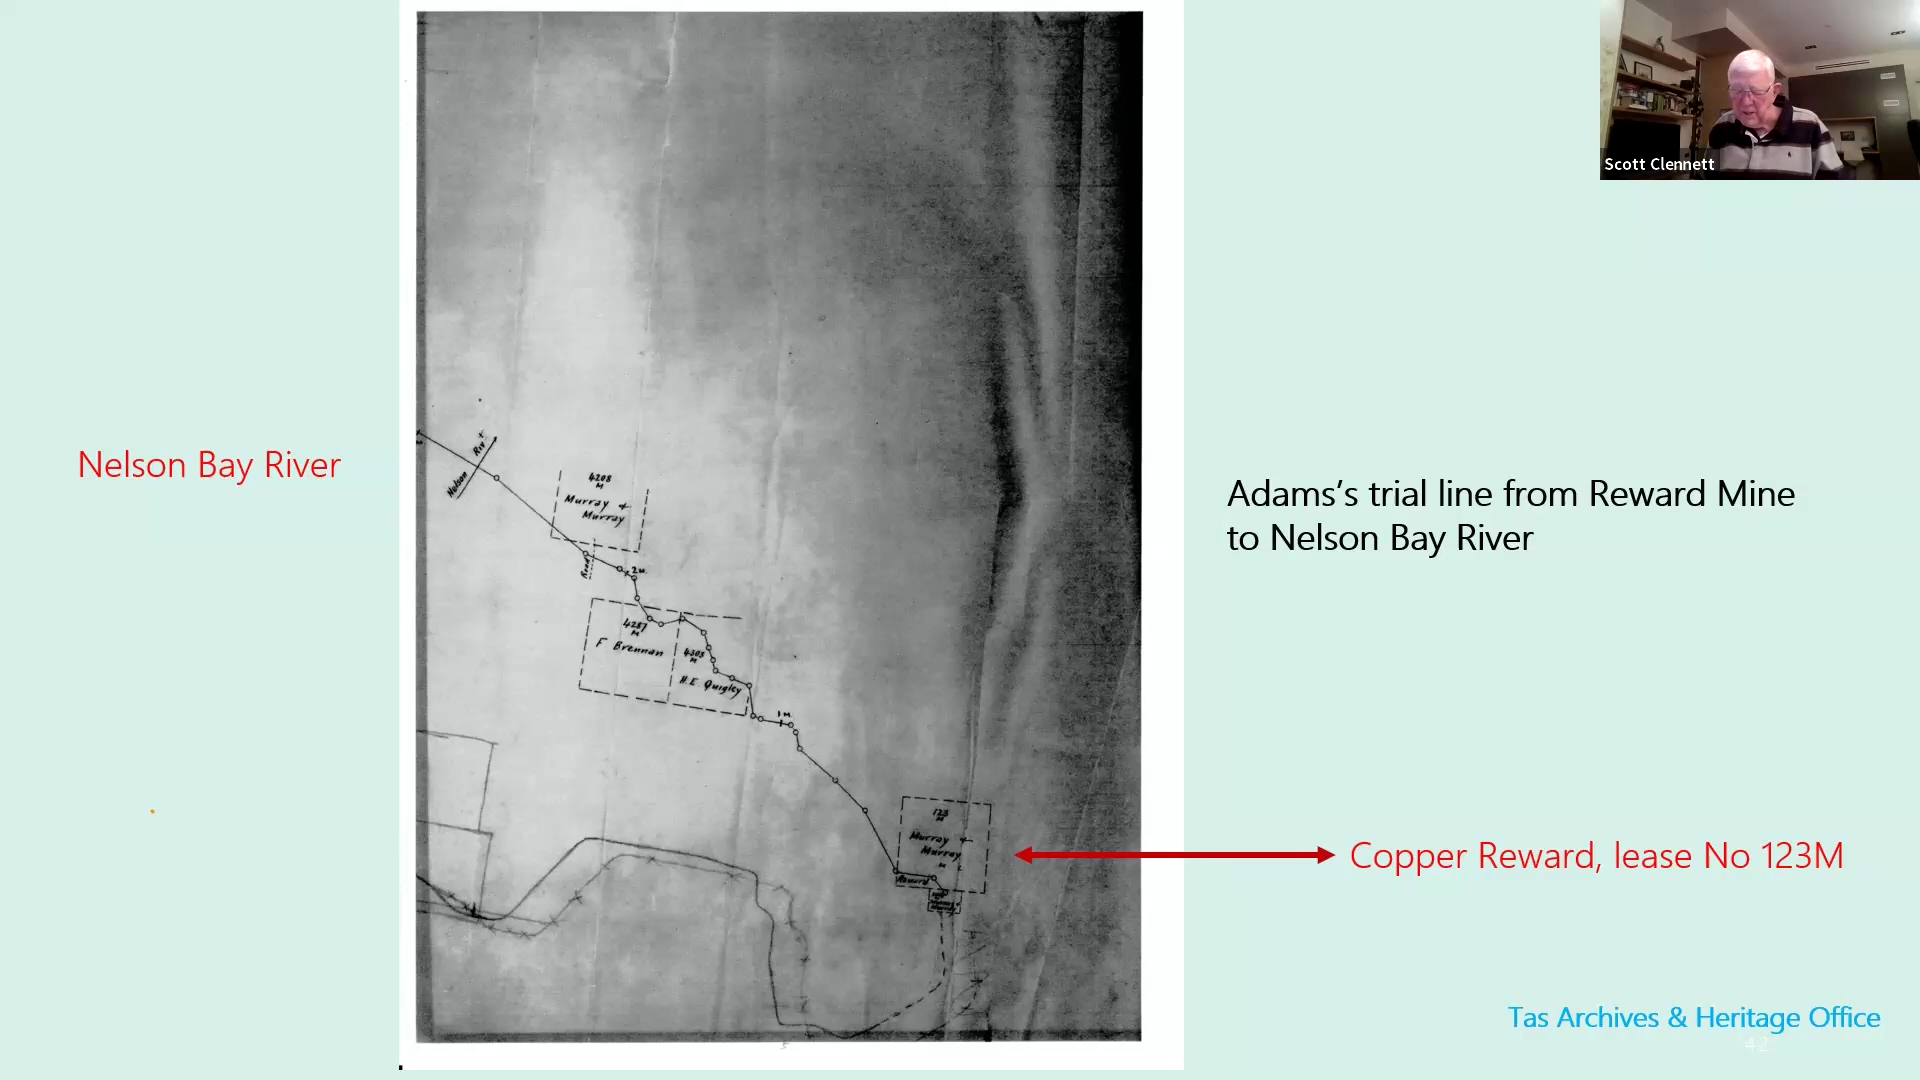 Scott Clennett
Nelson Bay River
Nelson
Riv
4208
M
Murray &
Murray
Road
2M.
4287
M
F Brennan
4303
M
H.E. Quigley
1M.
123
M
Murray &
Murray
Reward
Adams’s trial line from Reward Mine
to Nelson Bay River
Copper Reward, lease No 123M
Tas Archives & Heritage Office
42